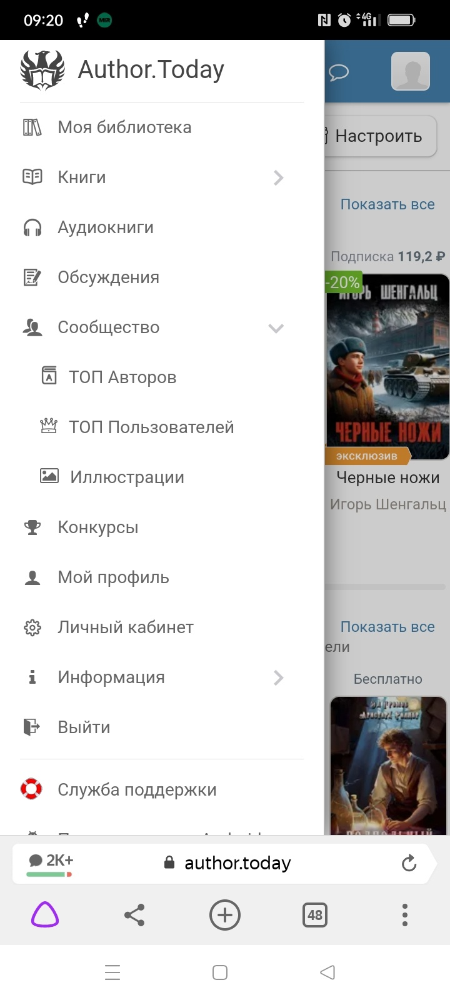 09:20
MIR
4G
Author.Today
Моя библиотека
Книги
Аудиокниги
Обсуждения
Сообщество
ТОП Авторов
ТОП Пользователей
Иллюстрации
Конкурсы
Мой профиль
Личный кабинет
Информация
Выйти
Служба поддержки
Настроить
Показать все
Подписка 119,2 ₽
-20%
ИГОРЬ ШЕНГАЛЬЦ
ЧЕРНЫЕ НОЖИ
ЭКСКЛЮЗИВ
Черные ножи
Игорь Шенгальц
Показать все
ели
Бесплатно
2K+
author.today
48